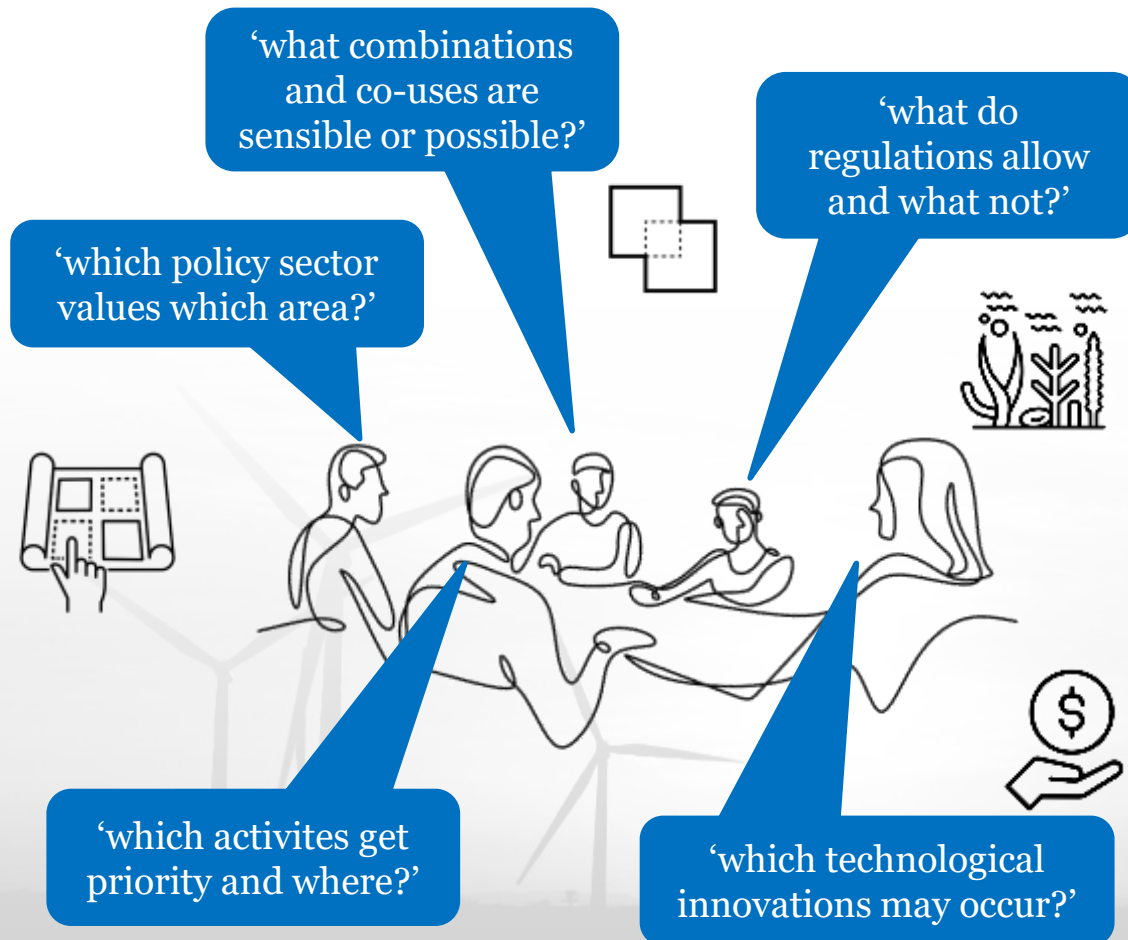 ‘what combinations
and co-uses are
sensible or possible?’
‘what do
regulations allow
and what not?’
‘which policy sector
values which area?’
$
‘which activites get
priority and where?’
‘which technological
innovations may occur?’